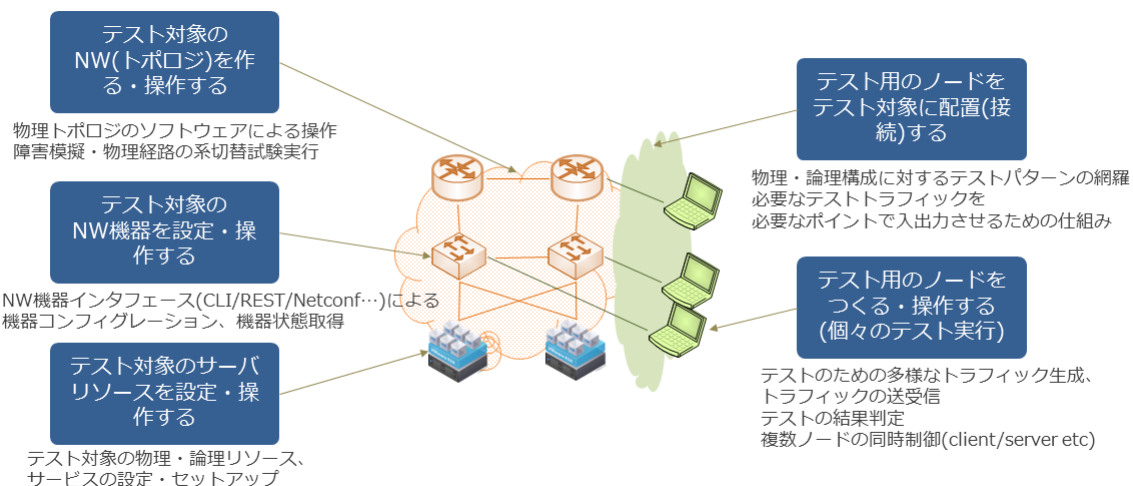 テスト対象の
NW(トポロジ)を作
る・操作する
物理トポロジのソフトウェアによる操作
障害模擬・物理経路の系切替試験実行
テスト対象の
NW機器を設定・操
作する
NW機器インタフェース(CLI/REST/Netconf…)による
機器コンフィグレーション、機器状態取得
テスト対象のサーバ
リソースを設定・操
作する
テスト対象の物理・論理リソース、
サービスの設定・セットアップ
テスト用のノードを
テスト対象に配置(接
続)する
物理・論理構成に対するテストパターンの網羅
必要なテストトラフィックを
必要なポイントで入出力させるための仕組み
テスト用のノードを
つくる・操作する
(個々のテスト実行)
テストのための多様なトラフィック生成、
トラフィックの送受信
テストの結果判定
複数ノードの同時制御(client/server etc)